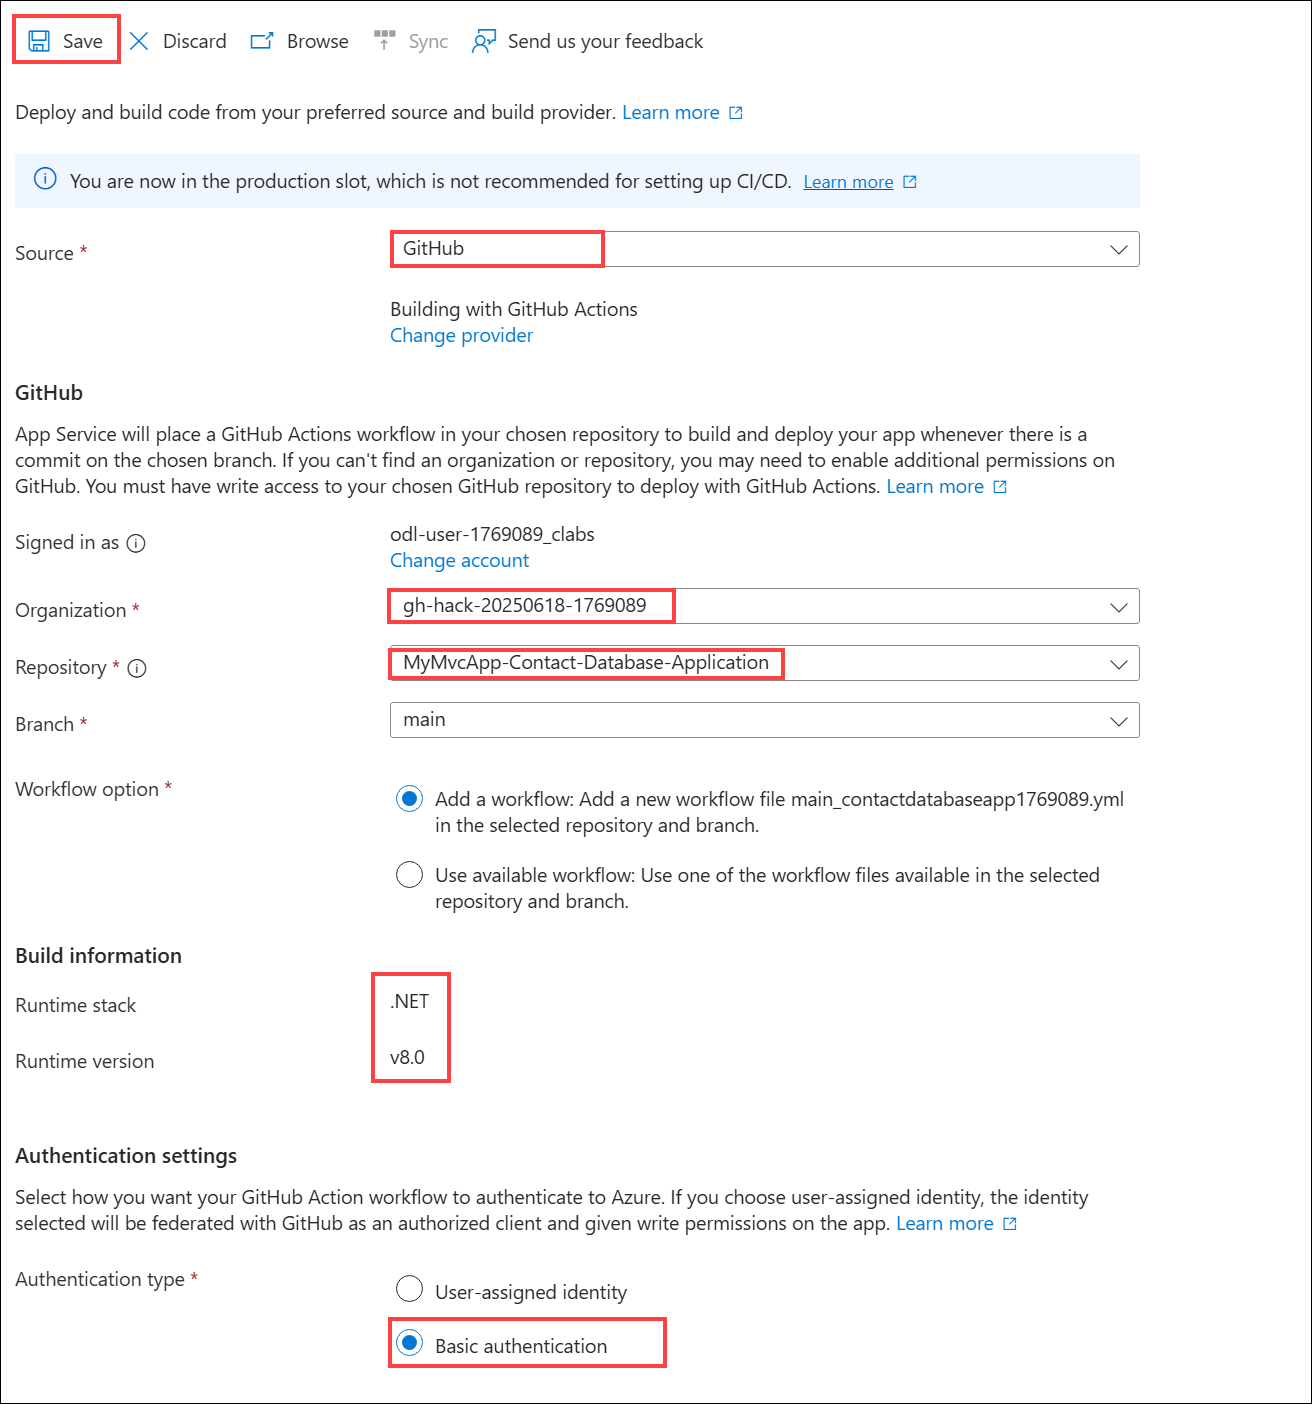 Save Discard Browse Sync Send us your feedback
Deploy and build code from your preferred source and build provider. Learn more
You are now in the production slot, which is not recommended for setting up CI/CD. Learn more
Source * GitHub
Building with GitHub Actions
Change provider
GitHub
App Service will place a GitHub Actions workflow in your chosen repository to build and deploy your app whenever there is a
commit on the chosen branch. If you can't find an organization or repository, you may need to enable additional permissions on
GitHub. You must have write access to your chosen GitHub repository to deploy with GitHub Actions. Learn more
Signed in as odl-user-1769089_clabs
Change account
Organization * gh-hack-20250618-1769089
Repository * MyMvcApp-Contact-Database-Application
Branch * main
Workflow option *
Add a workflow: Add a new workflow file main_contactdatabaseapp1769089.yml
in the selected repository and branch.
Use available workflow: Use one of the workflow files available in the selected
repository and branch.
Build information
Runtime stack .NET
Runtime version v8.0
Authentication settings
Select how you want your GitHub Action workflow to authenticate to Azure. If you choose user-assigned identity, the identity
selected will be federated with GitHub as an authorized client and given write permissions on the app. Learn more
Authentication type *
User-assigned identity
Basic authentication